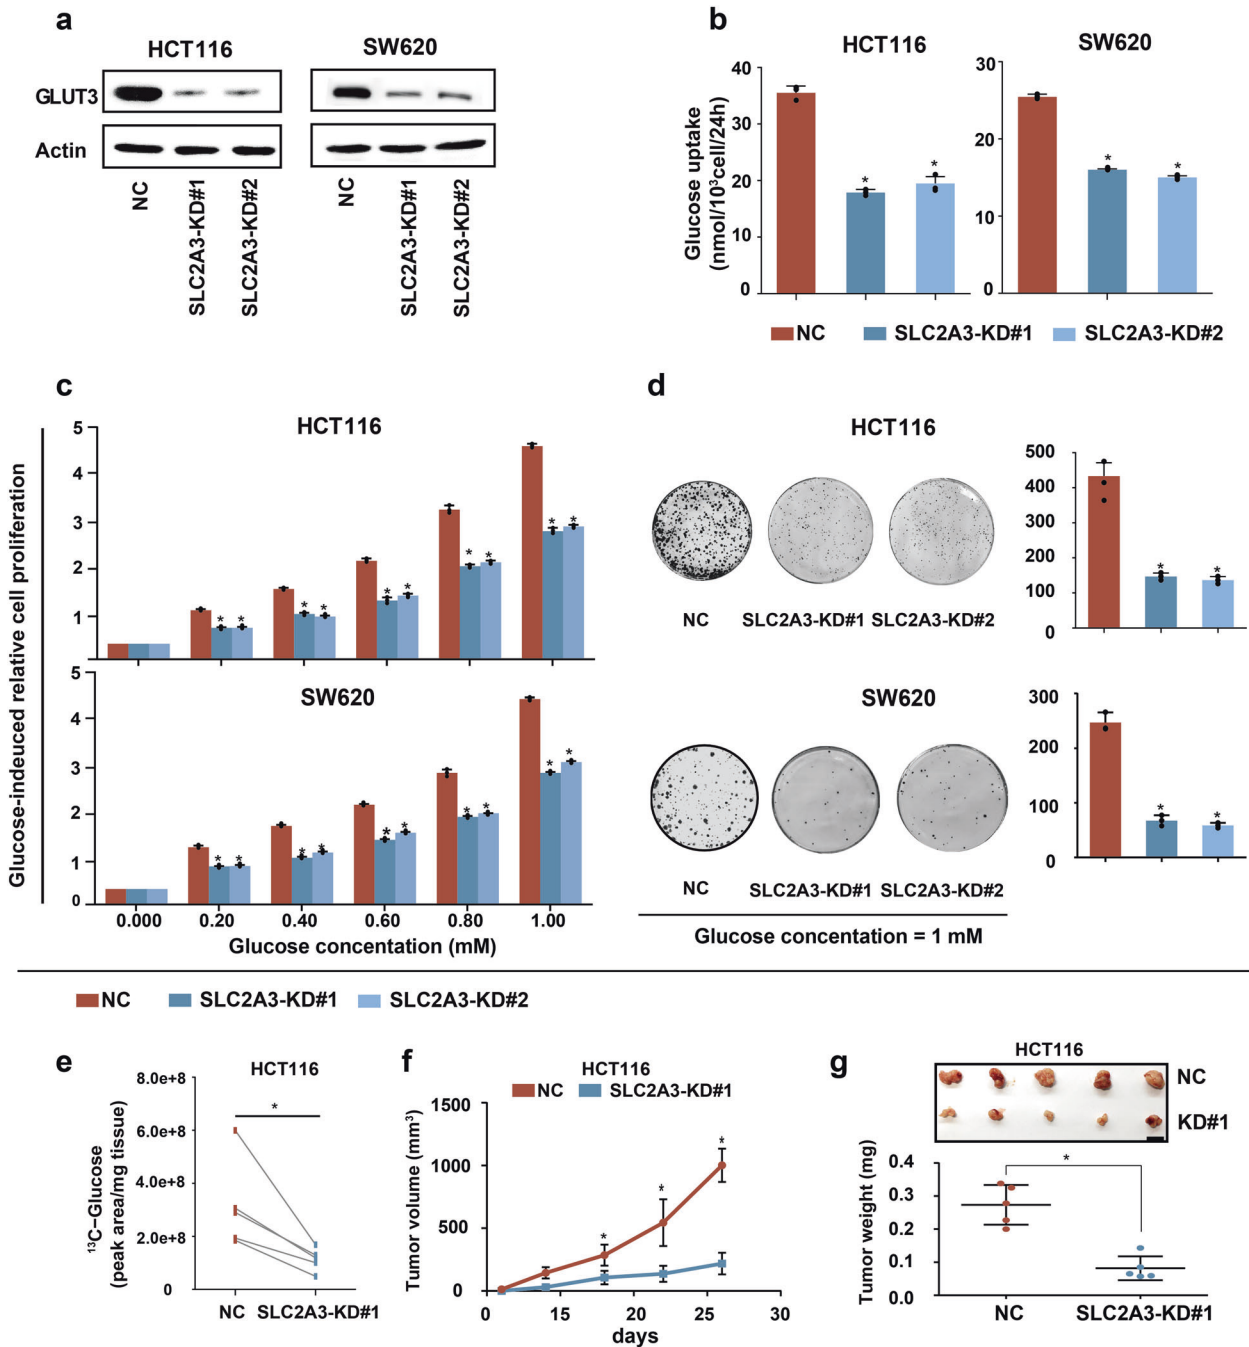 a
HCT116
SW620
GLUT3
Actin
NC
SLC2A3-KD#1
SLC2A3-KD#2
NC
SLC2A3-KD#1
SLC2A3-KD#2
b
HCT116
SW620
Glucose uptake
(nmol/10³cell/24h)
40
30
20
10
0
*
*
30
20
10
0
*
*
NC
SLC2A3-KD#1
SLC2A3-KD#2
c
Glucose-indeuced relative cell proliferation
HCT116
5
4
3
2
1
* *
* *
* *
* *
* *
SW620
5
4
3
2
1
0
* *
* *
* *
* *
* *
0.000
0.20
0.40
0.60
0.80
1.00
Glucose concentation (mM)
d
HCT116
NC
SLC2A3-KD#1
SLC2A3-KD#2
500
400
300
200
100
0
*
*
SW620
NC
SLC2A3-KD#1
SLC2A3-KD#2
300
200
100
0
*
*
Glucose concentation = 1 mM
NC
SLC2A3-KD#1
SLC2A3-KD#2
e
HCT116
¹³C–Glucose
(peak area/mg tissue)
8.0e+8
6.0e+8
4.0e+8
2.0e+8
0
*
NC
SLC2A3-KD#1
f
HCT116
NC
SLC2A3-KD#1
Tumor volume (mm³)
1500
1000
500
0
*
*
*
0
15
18
22
26
30
days
g
HCT116
NC
KD#1
Tumor weight (mg)
0.4
0.3
0.2
0.1
0.0
*
NC
SLC2A3-KD#1